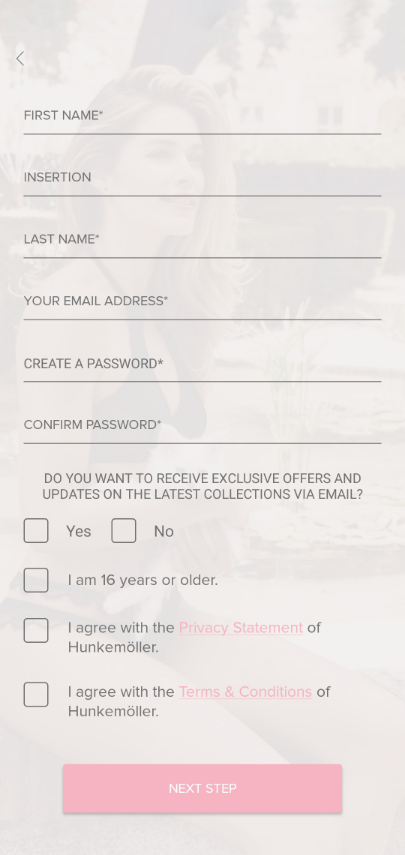 FIRST NAME*
INSERTION
LAST NAME*
YOUR EMAIL ADDRESS*
CREATE A PASSWORD*
CONFIRM PASSWORD*
DO YOU WANT TO RECEIVE EXCLUSIVE OFFERS AND
UPDATES ON THE LATEST COLLECTIONS VIA EMAIL?
Yes No
I am 16 years or older.
I agree with the Privacy Statement of
Hunkemöller.
I agree with the Terms & Conditions of
Hunkemöller.
NEXT STEP